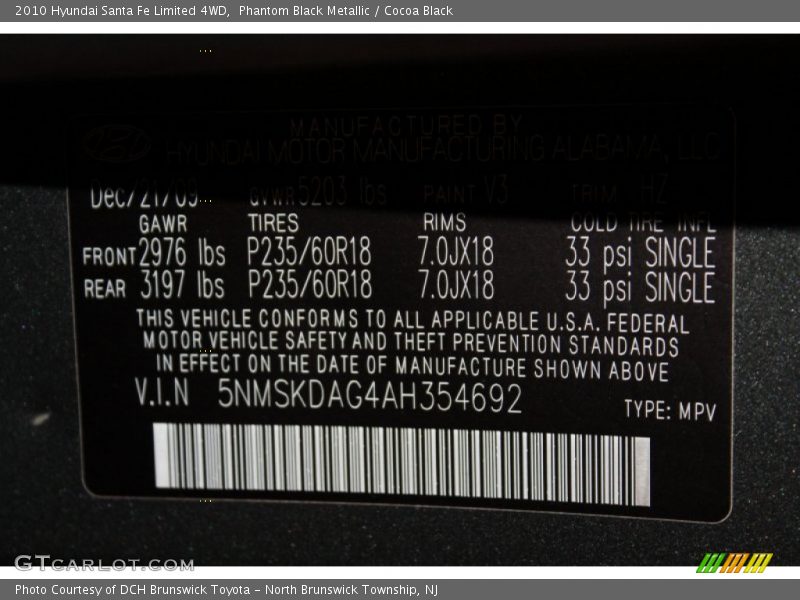 2010 Hyundai Santa Fe Limited 4WD,  Phantom Black Metallic / Cocoa Black
MANUFACTURED BY
HYUNDAI MOTOR MANUFACTURING ALABAMA, LLC
Dec/21/09 GVWR 5203 lbs PAINT V3 TRIM HZ
GAWR TIRES RIMS COLD TIRE INFL
FRONT 2976 lbs P235/60R18 7.0JX18 33 psi SINGLE
REAR 3197 lbs P235/60R18 7.0JX18 33 psi SINGLE
THIS VEHICLE CONFORMS TO ALL APPLICABLE U.S.A. FEDERAL
MOTOR VEHICLE SAFETY AND THEFT PREVENTION STANDARDS
IN EFFECT ON THE DATE OF MANUFACTURE SHOWN ABOVE
V.I.N 5NMSKDAG4AH354692
TYPE: MPV
GTCARLOT.COM
Photo Courtesy of DCH Brunswick Toyota – North Brunswick Township, NJ